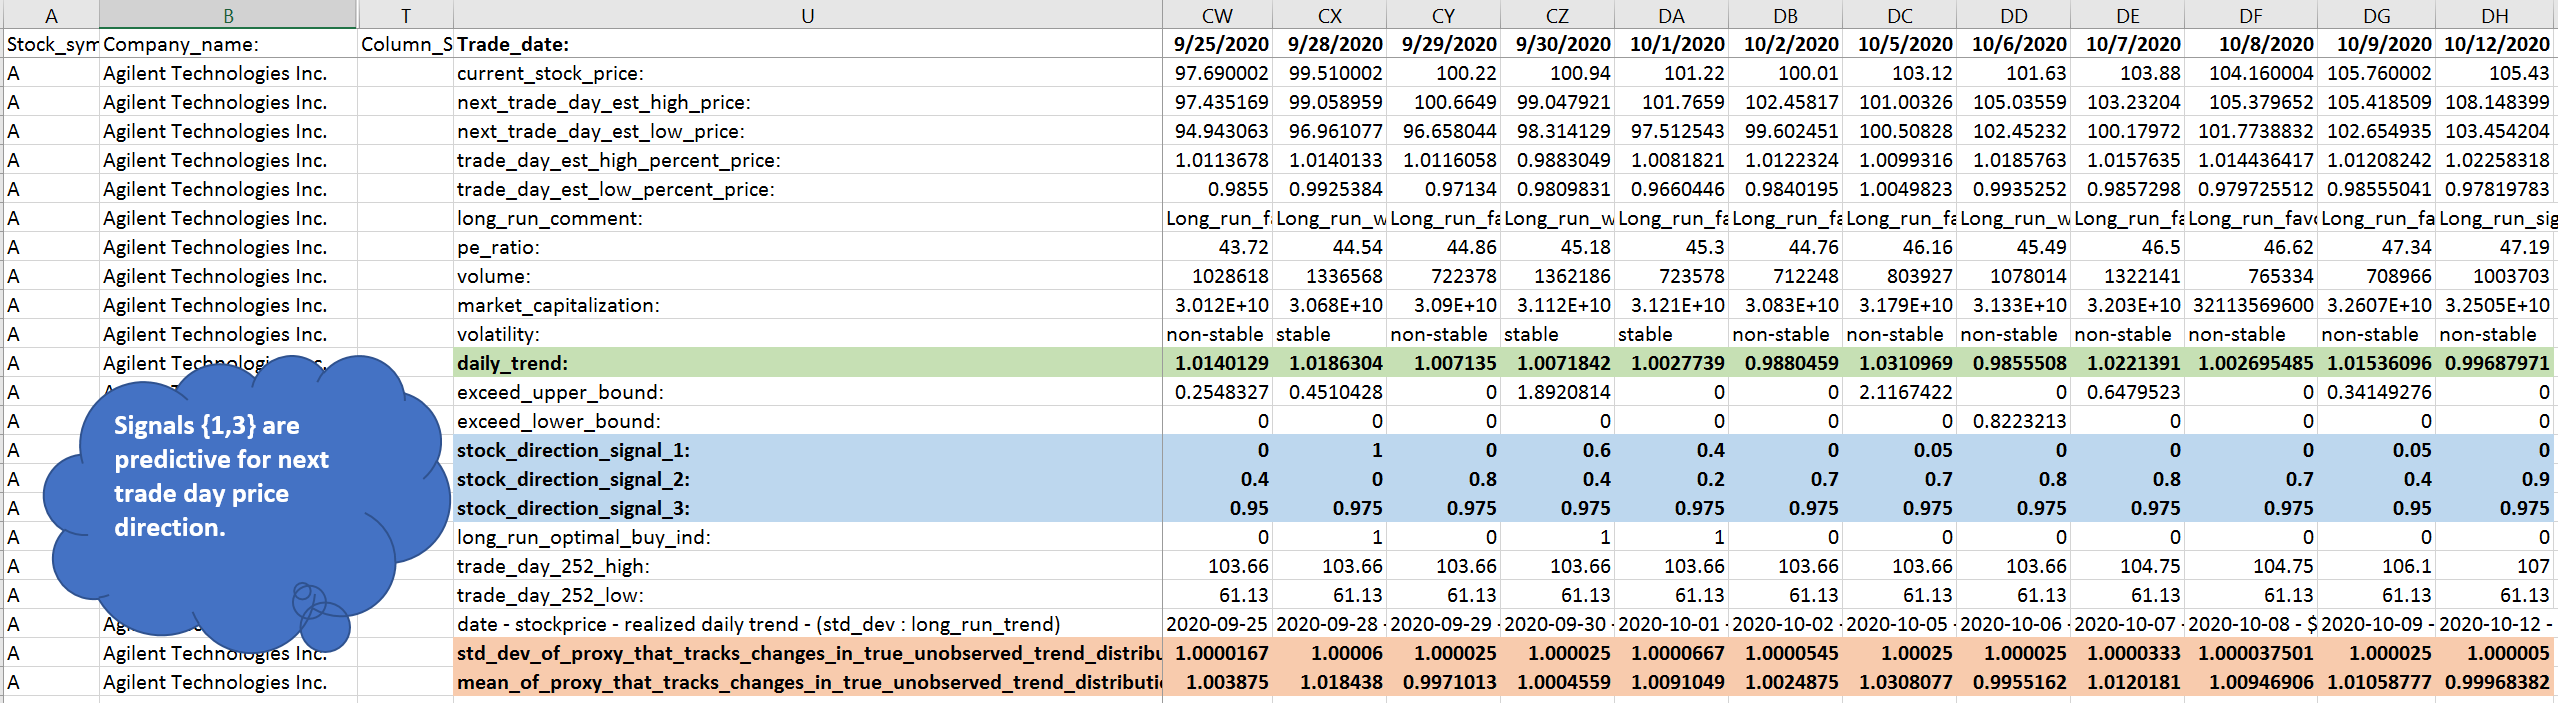 A B T U CW CX CY CZ DA DB DC DD DE DF DG DH
Stock_sym Company_name: Column_S Trade_date: 9/25/2020 9/28/2020 9/29/2020 9/30/2020 10/1/2020 10/2/2020 10/5/2020 10/6/2020 10/7/2020 10/8/2020 10/9/2020 10/12/2020
A Agilent Technologies Inc. current_stock_price: 97.690002 99.510002 100.22 100.94 101.22 100.01 103.12 101.63 103.88 104.160004 105.760002 105.43
A Agilent Technologies Inc. next_trade_day_est_high_price: 97.435169 99.058959 100.6649 99.047921 101.7659 102.45817 101.00326 105.03559 103.23204 105.379652 105.418509 108.148399
A Agilent Technologies Inc. next_trade_day_est_low_price: 94.943063 96.961077 96.658044 98.314129 97.512543 99.602451 100.50828 102.45232 100.17972 101.7738832 102.654935 103.454204
A Agilent Technologies Inc. trade_day_est_high_percent_price: 1.0113678 1.0140133 1.0116058 0.9883049 1.0081821 1.0122324 1.0099316 1.0185763 1.0157635 1.014436417 1.01208242 1.02258318
A Agilent Technologies Inc. trade_day_est_low_percent_price: 0.9855 0.9925384 0.97134 0.9809831 0.9660446 0.9840195 1.0049823 0.9935252 0.9857298 0.979725512 0.98555041 0.97819783
A Agilent Technologies Inc. long_run_comment: Long_run_fa Long_run_w Long_run_fa Long_run_w Long_run_fa Long_run_fa Long_run_fa Long_run_w Long_run_fa Long_run_favo Long_run_fa Long_run_sig
A Agilent Technologies Inc. pe_ratio: 43.72 44.54 44.86 45.18 45.3 44.76 46.16 45.49 46.5 46.62 47.34 47.19
A Agilent Technologies Inc. volume: 1028618 1336568 722378 1362186 723578 712248 803927 1078014 1322141 765334 708966 1003703
A Agilent Technologies Inc. market_capitalization: 3.012E+10 3.068E+10 3.09E+10 3.112E+10 3.121E+10 3.083E+10 3.179E+10 3.133E+10 3.203E+10 32113569600 3.2607E+10 3.2505E+10
A Agilent Technologies Inc. volatility: non-stable stable non-stable stable stable non-stable non-stable non-stable non-stable non-stable non-stable non-stable
A Agilent Technologies Inc. daily_trend: 1.0140129 1.0186304 1.007135 1.0071842 1.0027739 0.9880459 1.0310969 0.9855508 1.0221391 1.002695485 1.01536096 0.99687971
A exceed_upper_bound: 0.2548327 0.4510428 0 1.8920814 0 0 2.1167422 0 0.6479523 0 0.34149276 0
A exceed_lower_bound: 0 0 0 0 0 0 0 0.8223213 0 0 0 0
A stock_direction_signal_1: 0 1 0 0.6 0.4 0 0.05 0 0 0 0.05 0
A stock_direction_signal_2: 0.4 0 0.8 0.4 0.2 0.7 0.7 0.8 0.8 0.7 0.4 0.9
A stock_direction_signal_3: 0.95 0.975 0.975 0.975 0.975 0.975 0.975 0.975 0.975 0.975 0.95 0.975
A long_run_optimal_buy_ind: 0 1 0 1 1 0 0 0 0 0 0 0
A trade_day_252_high: 103.66 103.66 103.66 103.66 103.66 103.66 103.66 103.66 104.75 104.75 106.1 107
A trade_day_252_low: 61.13 61.13 61.13 61.13 61.13 61.13 61.13 61.13 61.13 61.13 61.13 61.13
A Ag date - stockprice - realized daily trend - (std_dev : long_run_trend) 2020-09-25 2020-09-28 - 2020-09-29 - 2020-09-30 - 2020-10-01 - 2020-10-02 - 2020-10-05 - 2020-10-06 - 2020-10-07 - 2020-10-08 - $ 2020-10-09 - 2020-10-12 -
A Agilent Technologies Inc. std_dev_of_proxy_that_tracks_changes_in_true_unobserved_trend_distribu 1.0000167 1.00006 1.000025 1.000025 1.0000667 1.0000545 1.00025 1.000025 1.0000333 1.000037501 1.000025 1.000005
A Agilent Technologies Inc. mean_of_proxy_that_tracks_changes_in_true_unobserved_trend_distributi 1.003875 1.018438 0.9971013 1.0004559 1.0091049 1.0024875 1.0308077 0.9955162 1.0120181 1.00946906 1.01058777 0.99968382
Signals {1,3} are
predictive for next
trade day price
direction.